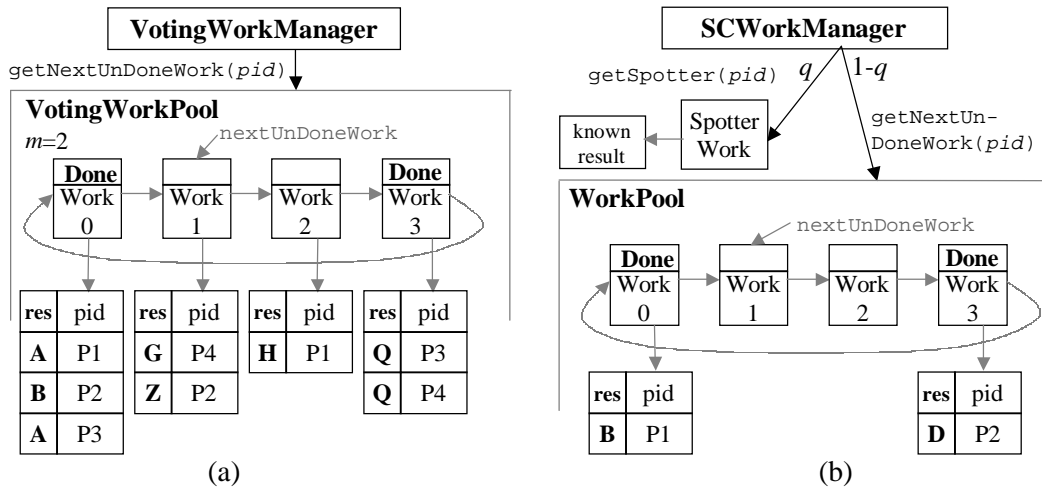 VotingWorkManager
getNextUnDoneWork(pid)
VotingWorkPool
m=2
nextUnDoneWork
Done
Work
0
Work
1
Work
2
Done
Work
3
res pid
A P1
B P2
A P3
res pid
G P4
Z P2
res pid
H P1
res pid
Q P3
Q P4
(a)
SCWorkManager
getSpotter(pid)
q
1-q
getNextUn-
DoneWork(pid)
known
result
Spotter
Work
WorkPool
nextUnDoneWork
Done
Work
0
Work
1
Work
2
Done
Work
3
res pid
B P1
res pid
D P2
(b)